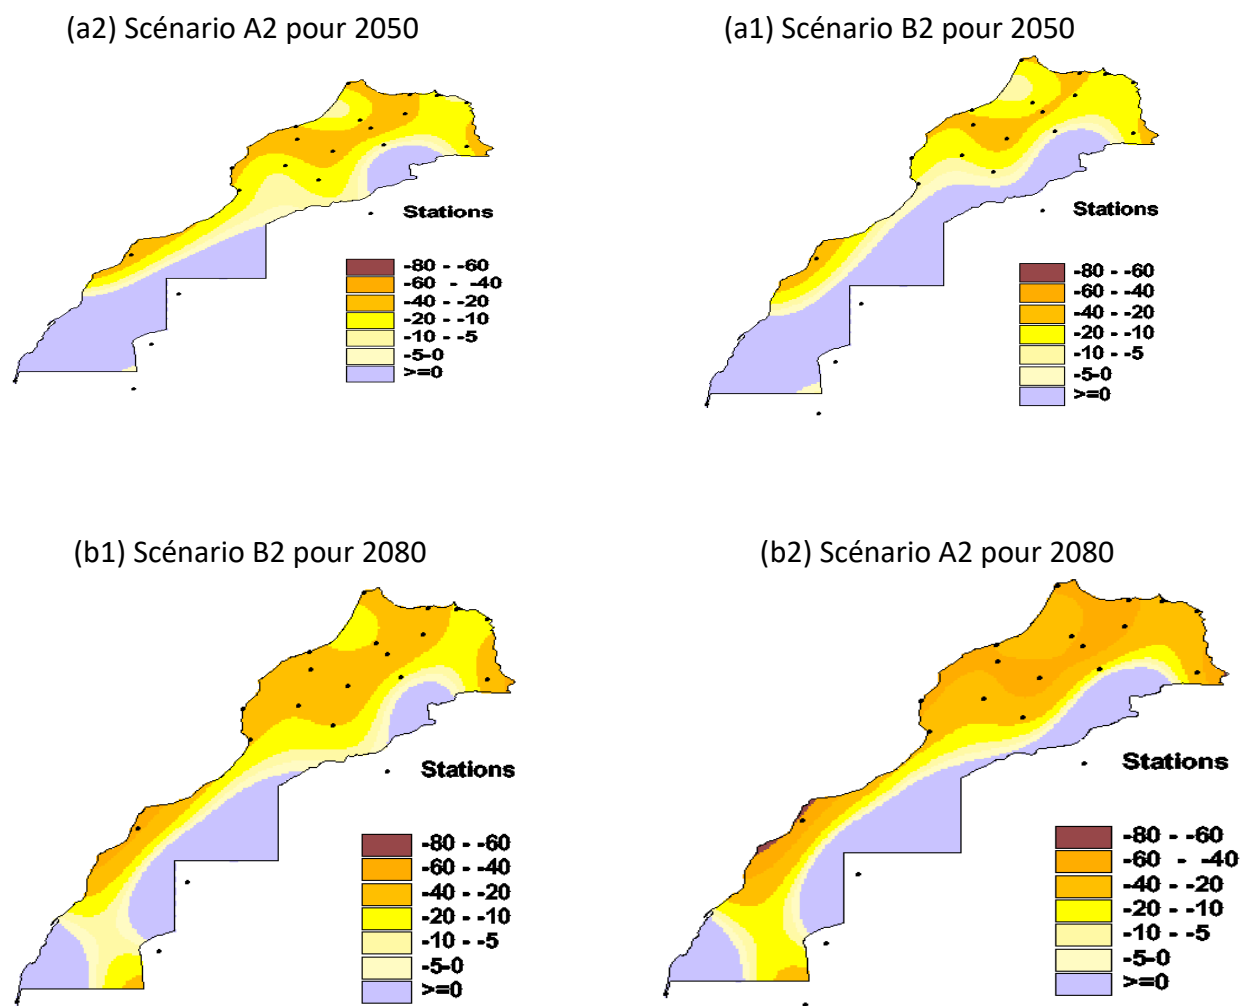 (a2) Scénario A2 pour 2050
(a1) Scénario B2 pour 2050
Stations
-80 - -60
-60 - -40
-40 - -20
-20 - -10
-10 - -5
-5-0
>=0
Stations
-80 - -60
-60 - -40
-40 - -20
-20 - -10
-10 - -5
-5-0
>=0
(b1) Scénario B2 pour 2080
(b2) Scénario A2 pour 2080
Stations
-80 - -60
-60 - -40
-40 - -20
-20 - -10
-10 - -5
-5-0
>=0
Stations
-80 - -60
-60 - -40
-40 - -20
-20 - -10
-10 - -5
-5-0
>=0